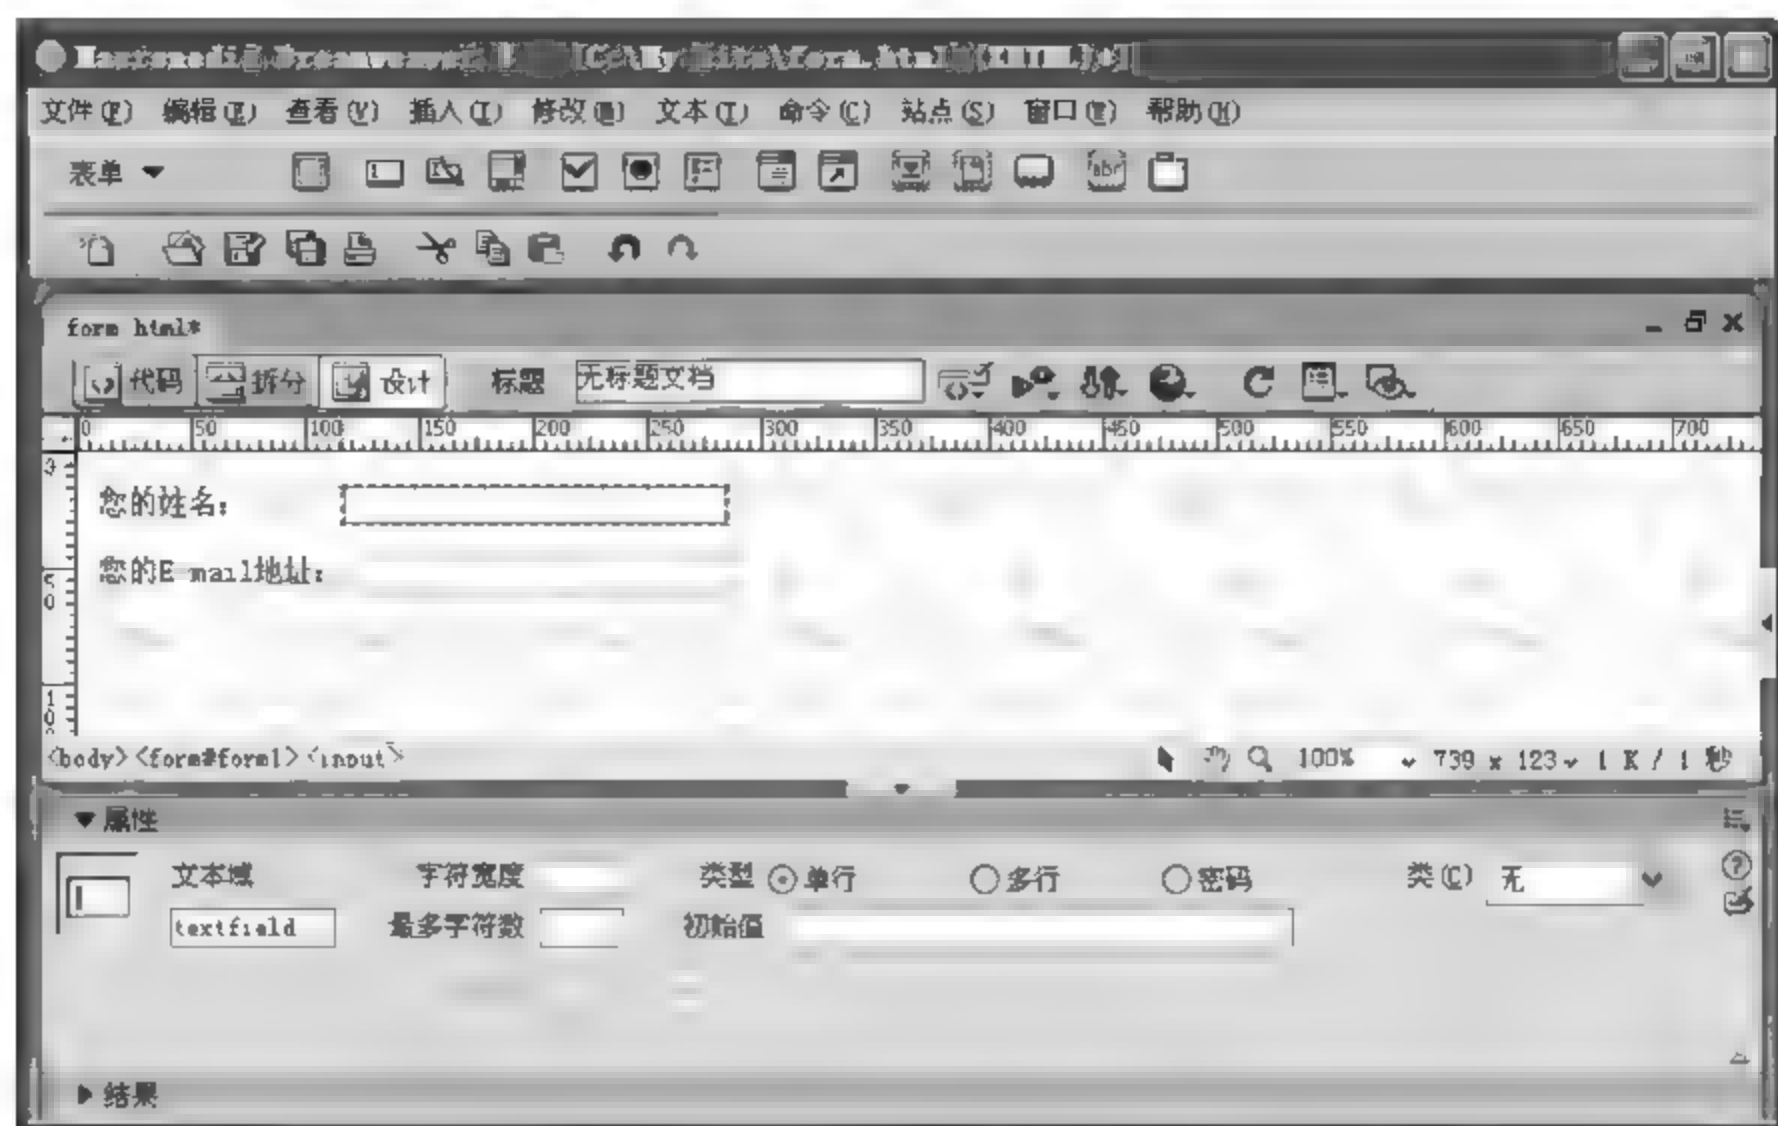 文件(F) 编辑(E) 查看(V) 插入(I) 修改(M) 文本(T) 命令(C) 站点(S) 窗口(W) 帮助(H)
表单
form html*
代码 拆分 设计 标题 无标题文档
0 50 100 150 200 250 300 350 400 450 500 550 600 650 700
您的姓名:
您的E-mail地址:
<body><form#form1><input>
100% 739 x 123 1 K / 1 秒
属性
文本域 字符宽度 类型 单行 多行 密码 类(C) 无
textfield 最多字符数 初始值
结果